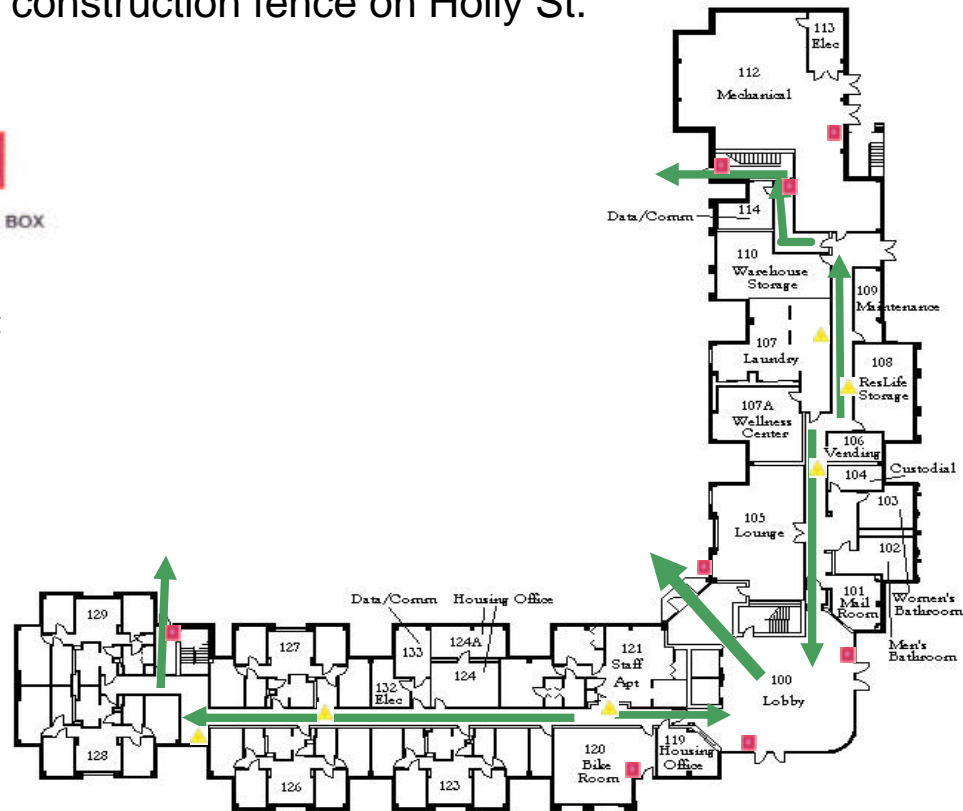 construction fence on Holly St.
BOX
113
Elec
112
Mechanical
Data/Comm
114
110
Warehouse
Storage
109
Maintenance
107
Laundry
108
ResLife
Storage
107A
Wellness
Center
106
Vending
104
Custodial
103
105
Lounge
102
101
Mail
Room
Women's
Bathroom
Men's
Bathroom
100
Lobby
Data/Comm
Housing Office
129
127
133
124A
124
132
Elec
121
Staff
Apt
119
Housing
Office
120
Bike
Room
128
126
123